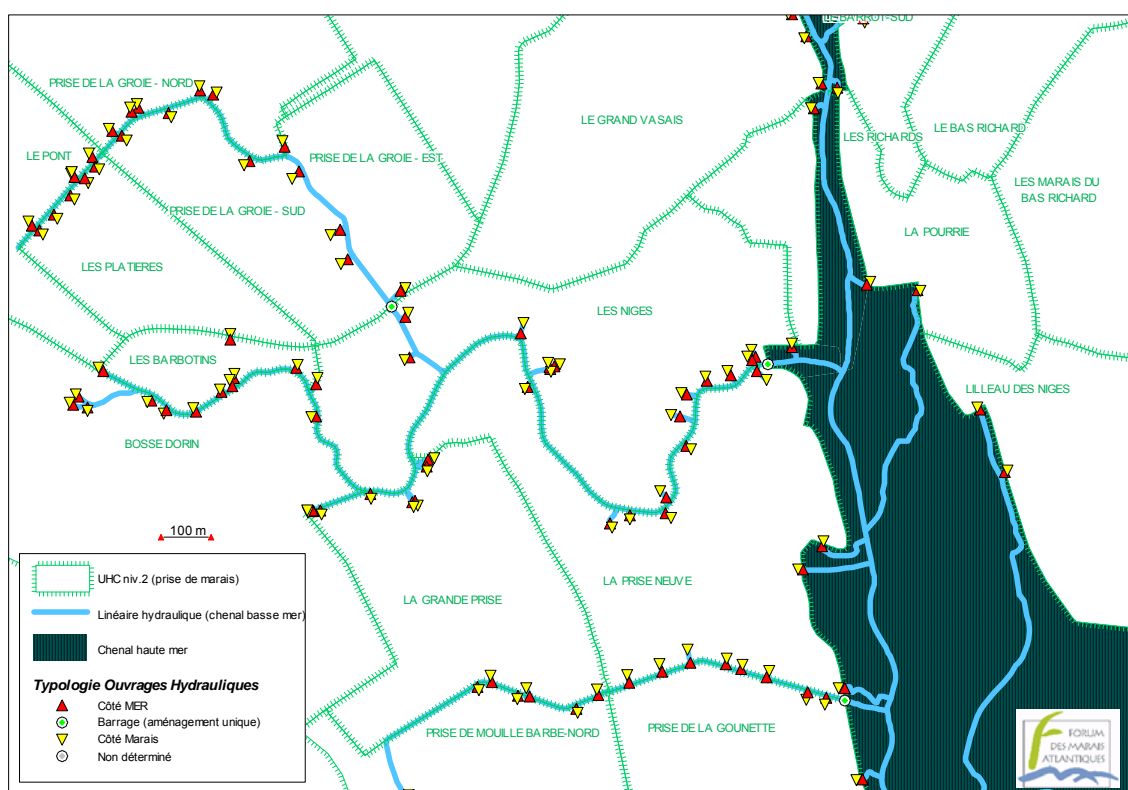 LE BARROT-SUD
PRISE DE LA GROIE - NORD
LE GRAND VASAIS
LE BAS RICHARD
LES RICHARDS
LE PONT
PRISE DE LA GROIE - EST
LES MARAIS DU
BAS RICHARD
PRISE DE LA GROIE - SUD
LA POURRIE
LES PLATIERES
LES NIGES
LES BARBOTINS
LILLEAU DES NIGES
BOSSE DORIN
100 m
LA PRISE NEUVE
LA GRANDE PRISE
PRISE DE MOUILLE BARBE-NORD
PRISE DE LA GOUNETTE
UHC niv.2 (prise de marais)
Linéaire hydraulique (chenal basse mer)
Chenal haute mer
Typologie Ouvrages Hydrauliques
Côté MER
Barrage (aménagement unique)
Côté Marais
Non déterminé
FORUM
DES MARAIS
ATLANTIQUES